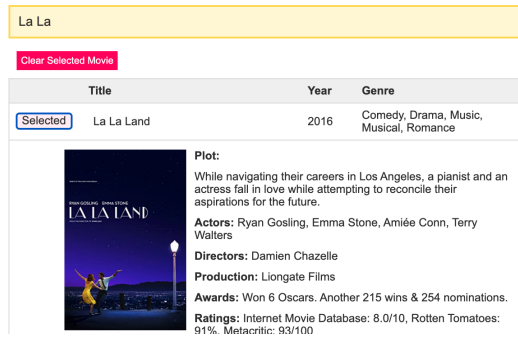 La La
Clear Selected Movie
Title Year Genre
Selected La La Land 2016 Comedy, Drama, Music,
Musical, Romance
Plot:
While navigating their careers in Los Angeles, a pianist and an
actress fall in love while attempting to reconcile their
aspirations for the future.
RYAN GOSLING EMMA STONE
LA LA LAND
Actors: Ryan Gosling, Emma Stone, Amiée Conn, Terry
Walters
Directors: Damien Chazelle
Production: Liongate Films
Awards: Won 6 Oscars. Another 215 wins & 254 nominations.
Ratings: Internet Movie Database: 8.0/10, Rotten Tomatoes:
91%, Metacritic: 93/100